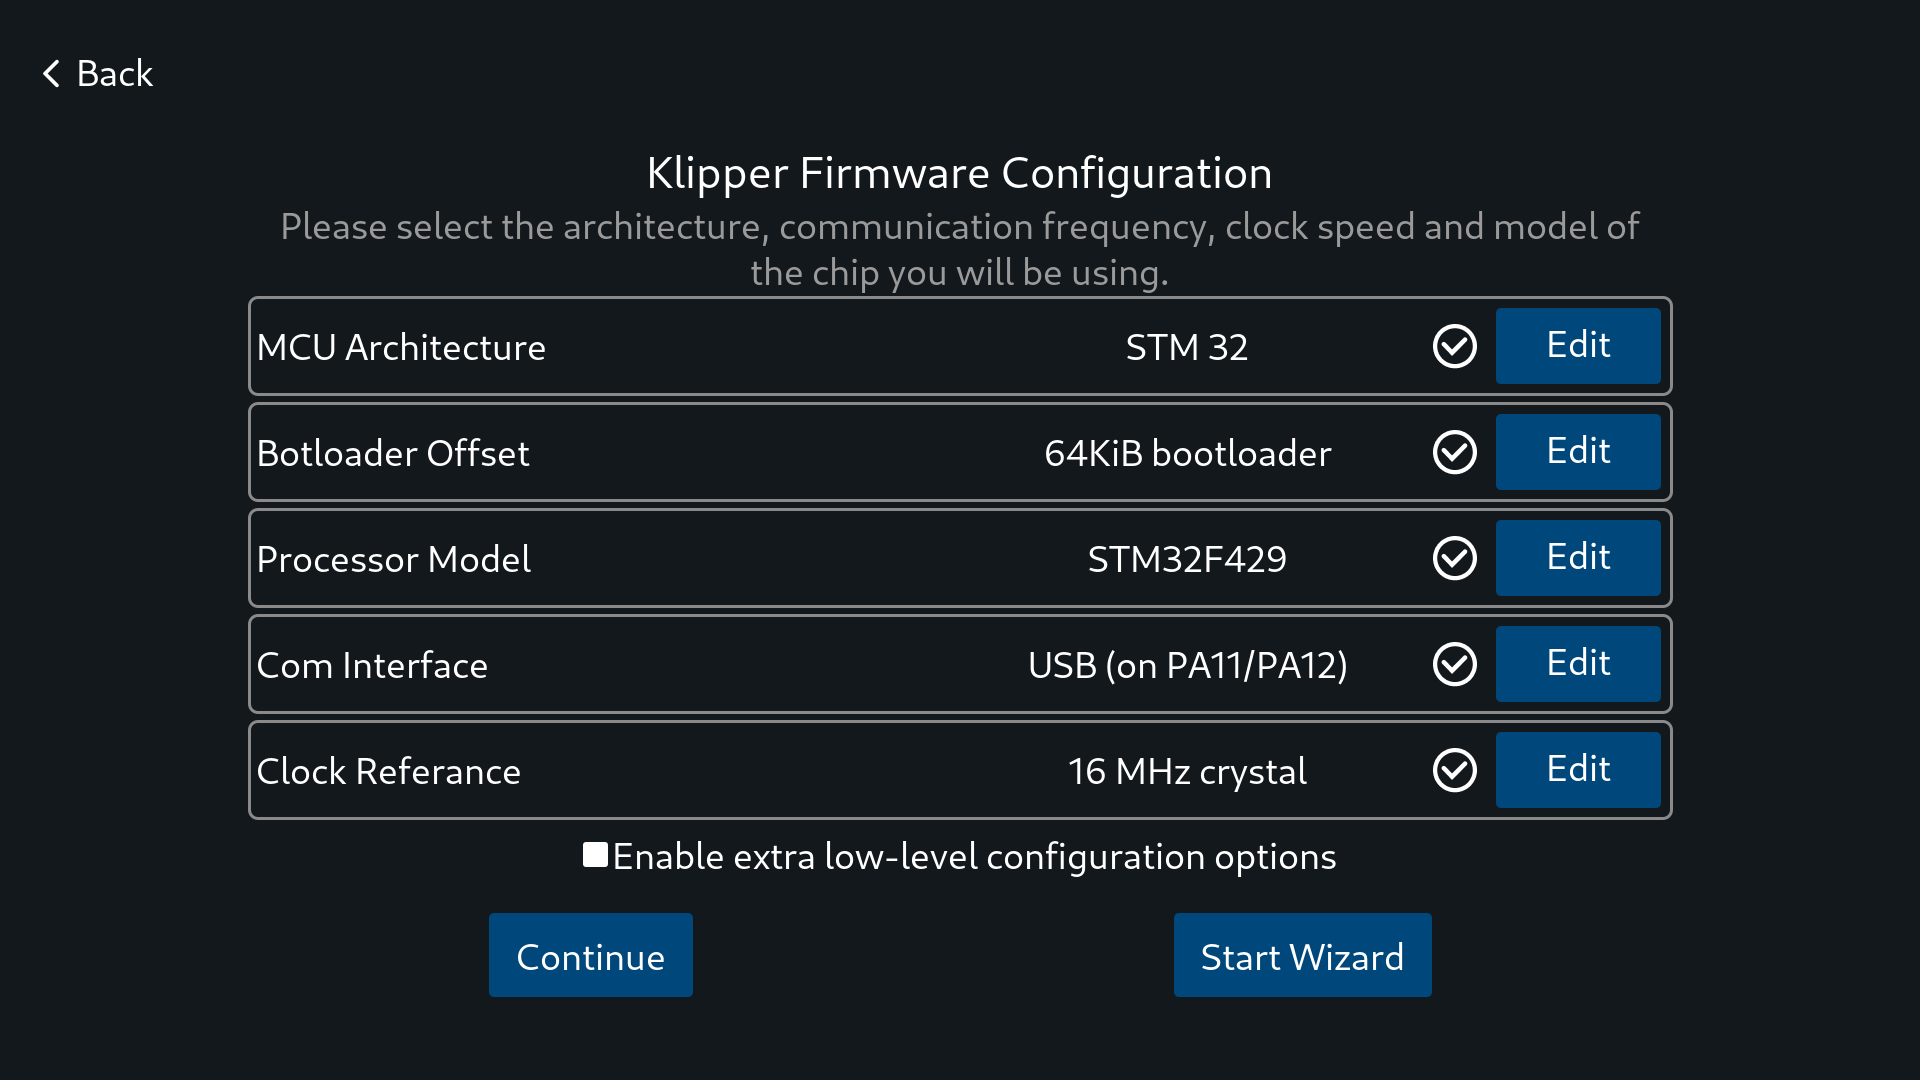 Back
Klipper Firmware Configuration
Please select the architecture, communication frequency, clock speed and model of
the chip you will be using.
MCU Architecture STM 32 Edit
Botloader Offset 64KiB bootloader Edit
Processor Model STM32F429 Edit
Com Interface USB (on PA11/PA12) Edit
Clock Referance 16 MHz crystal Edit
Enable extra low-level configuration options
Continue Start Wizard